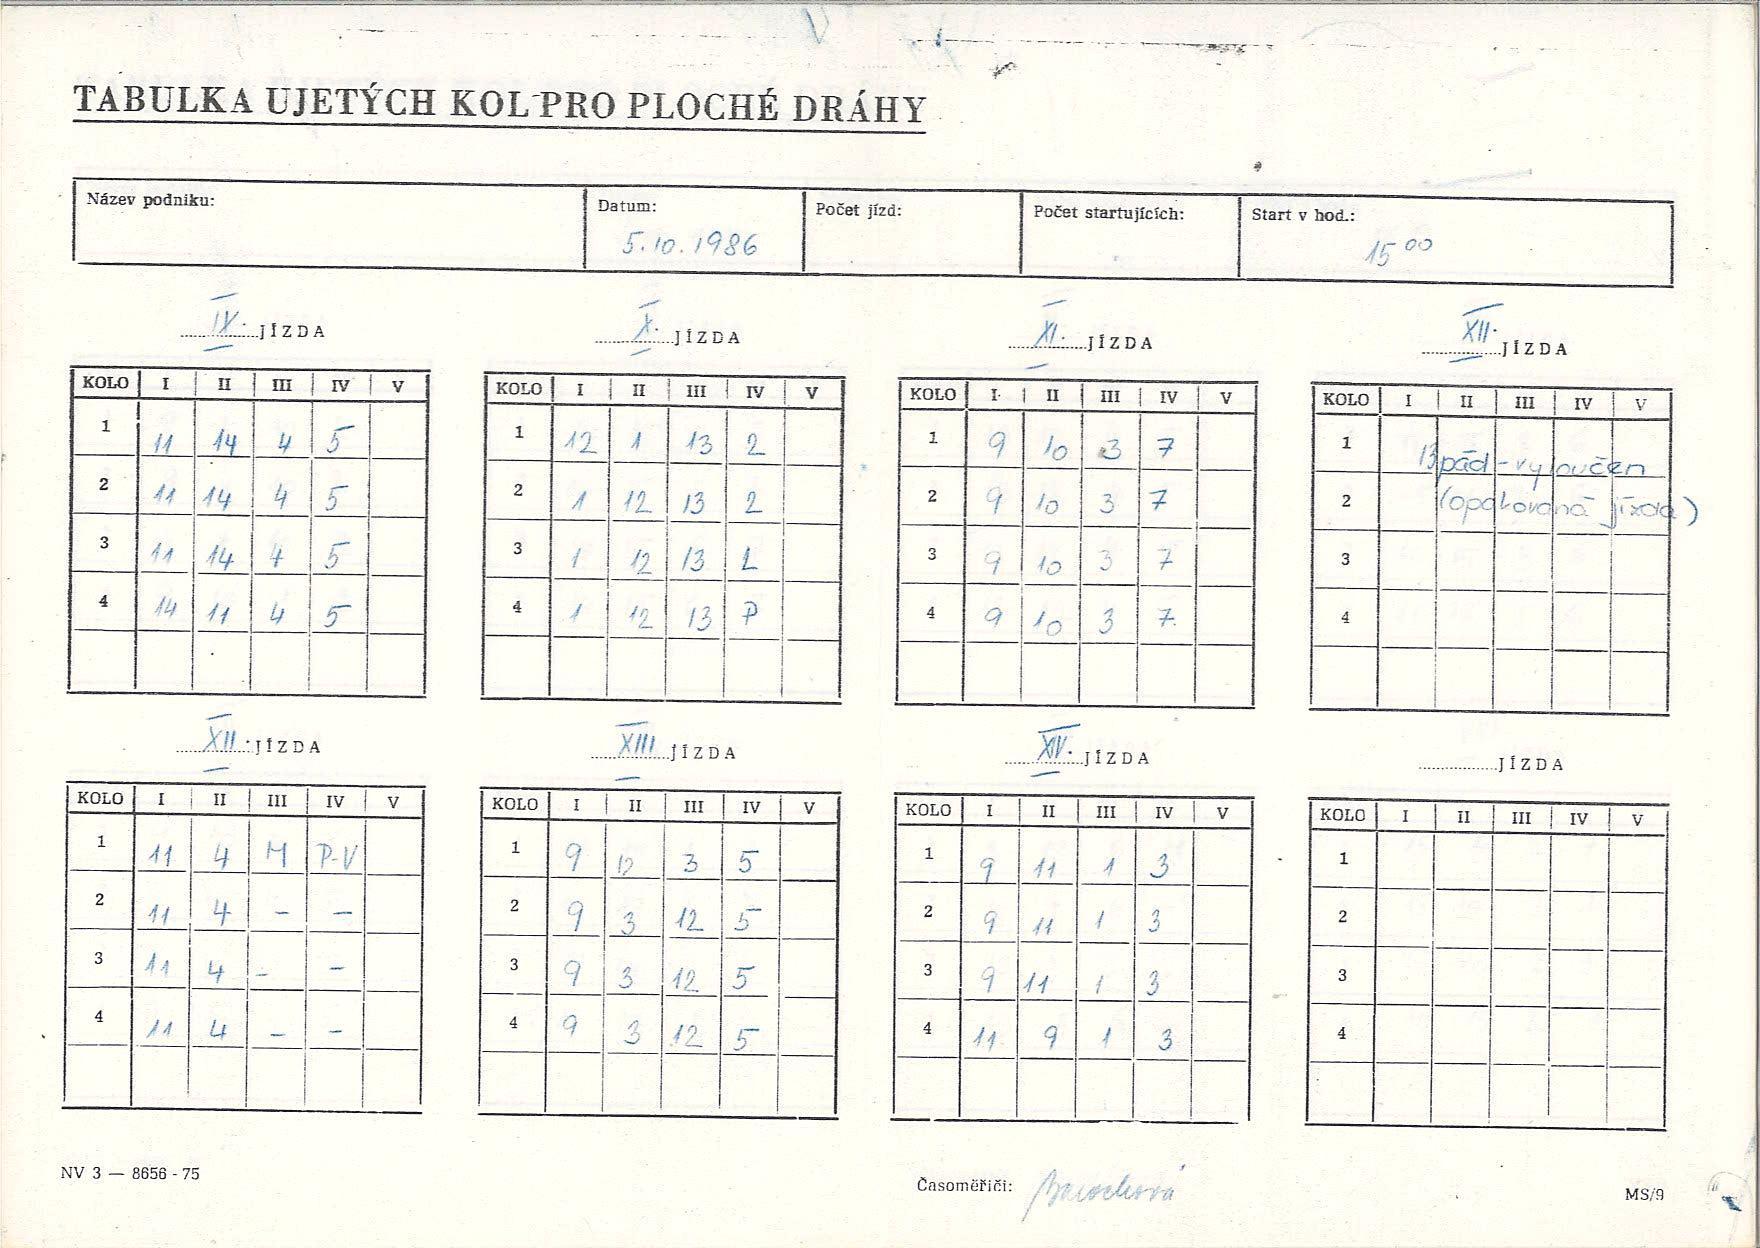 TABULKA UJETÝCH KOL PRO PLOCHÉ DRÁHY
Název podniku: Datum: Počet jízd: Počet startujících: Start v hod.:
5.10.1986 15 00
IX. JÍZDA X. JÍZDA XI. JÍZDA XII. JÍZDA
KOLO I II III IV V KOLO I II III IV V KOLO I II III IV V KOLO I II III IV V
1 11 14 4 5 1 12 1 13 2 1 9 10 3 7 1 13 pád - vyloučen
2 11 14 4 5 2 1 12 13 2 2 9 10 3 7 2 (opakovaná jízda)
3 11 14 4 5 3 1 12 13 2 3 9 10 3 7 3
4 14 11 4 5 4 1 12 13 P 4 9 10 3 7. 4
XII. JÍZDA XIII JÍZDA XIV. JÍZDA JÍZDA
KOLO I II III IV V KOLO I II III IV V KOLO I II III IV V KOLO I II III IV V
1 11 4 M P-V 1 9 12 3 5 1 9 11 1 3 1
2 11 4 - - 2 9 3 12 5 2 9 11 1 3 2
3 11 4 - - 3 9 3 12 5 3 9 11 1 3 3
4 11 4 - - 4 9 3 12 5 4 11 9 1 3 4
NV 3 — 8656 - 75 Časoměřiči: MS/9